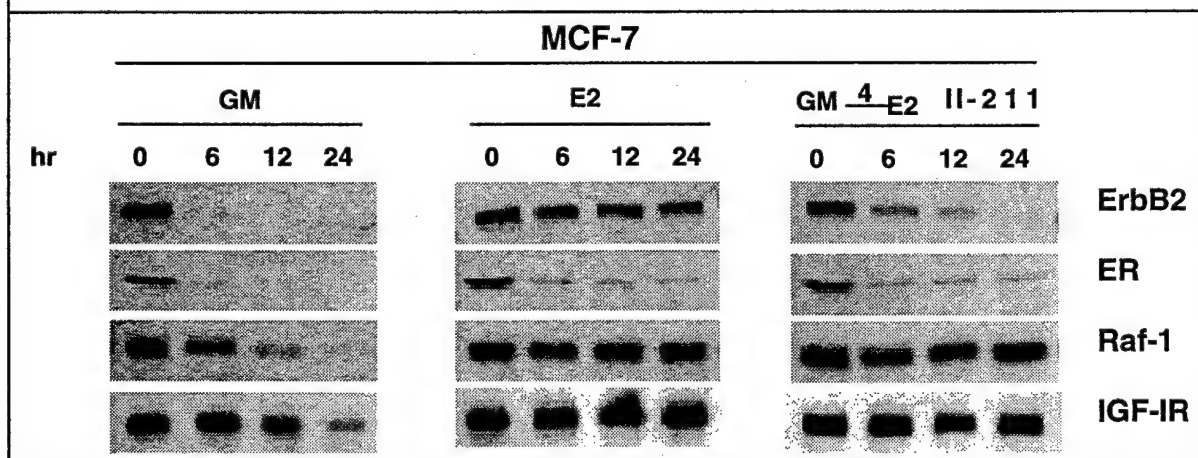 MCF-7
GM E2 GM 4 E2 II-211
hr 0 6 12 24 0 6 12 24 0 6 12 24
ErbB2
ER
Raf-1
IGF-IR